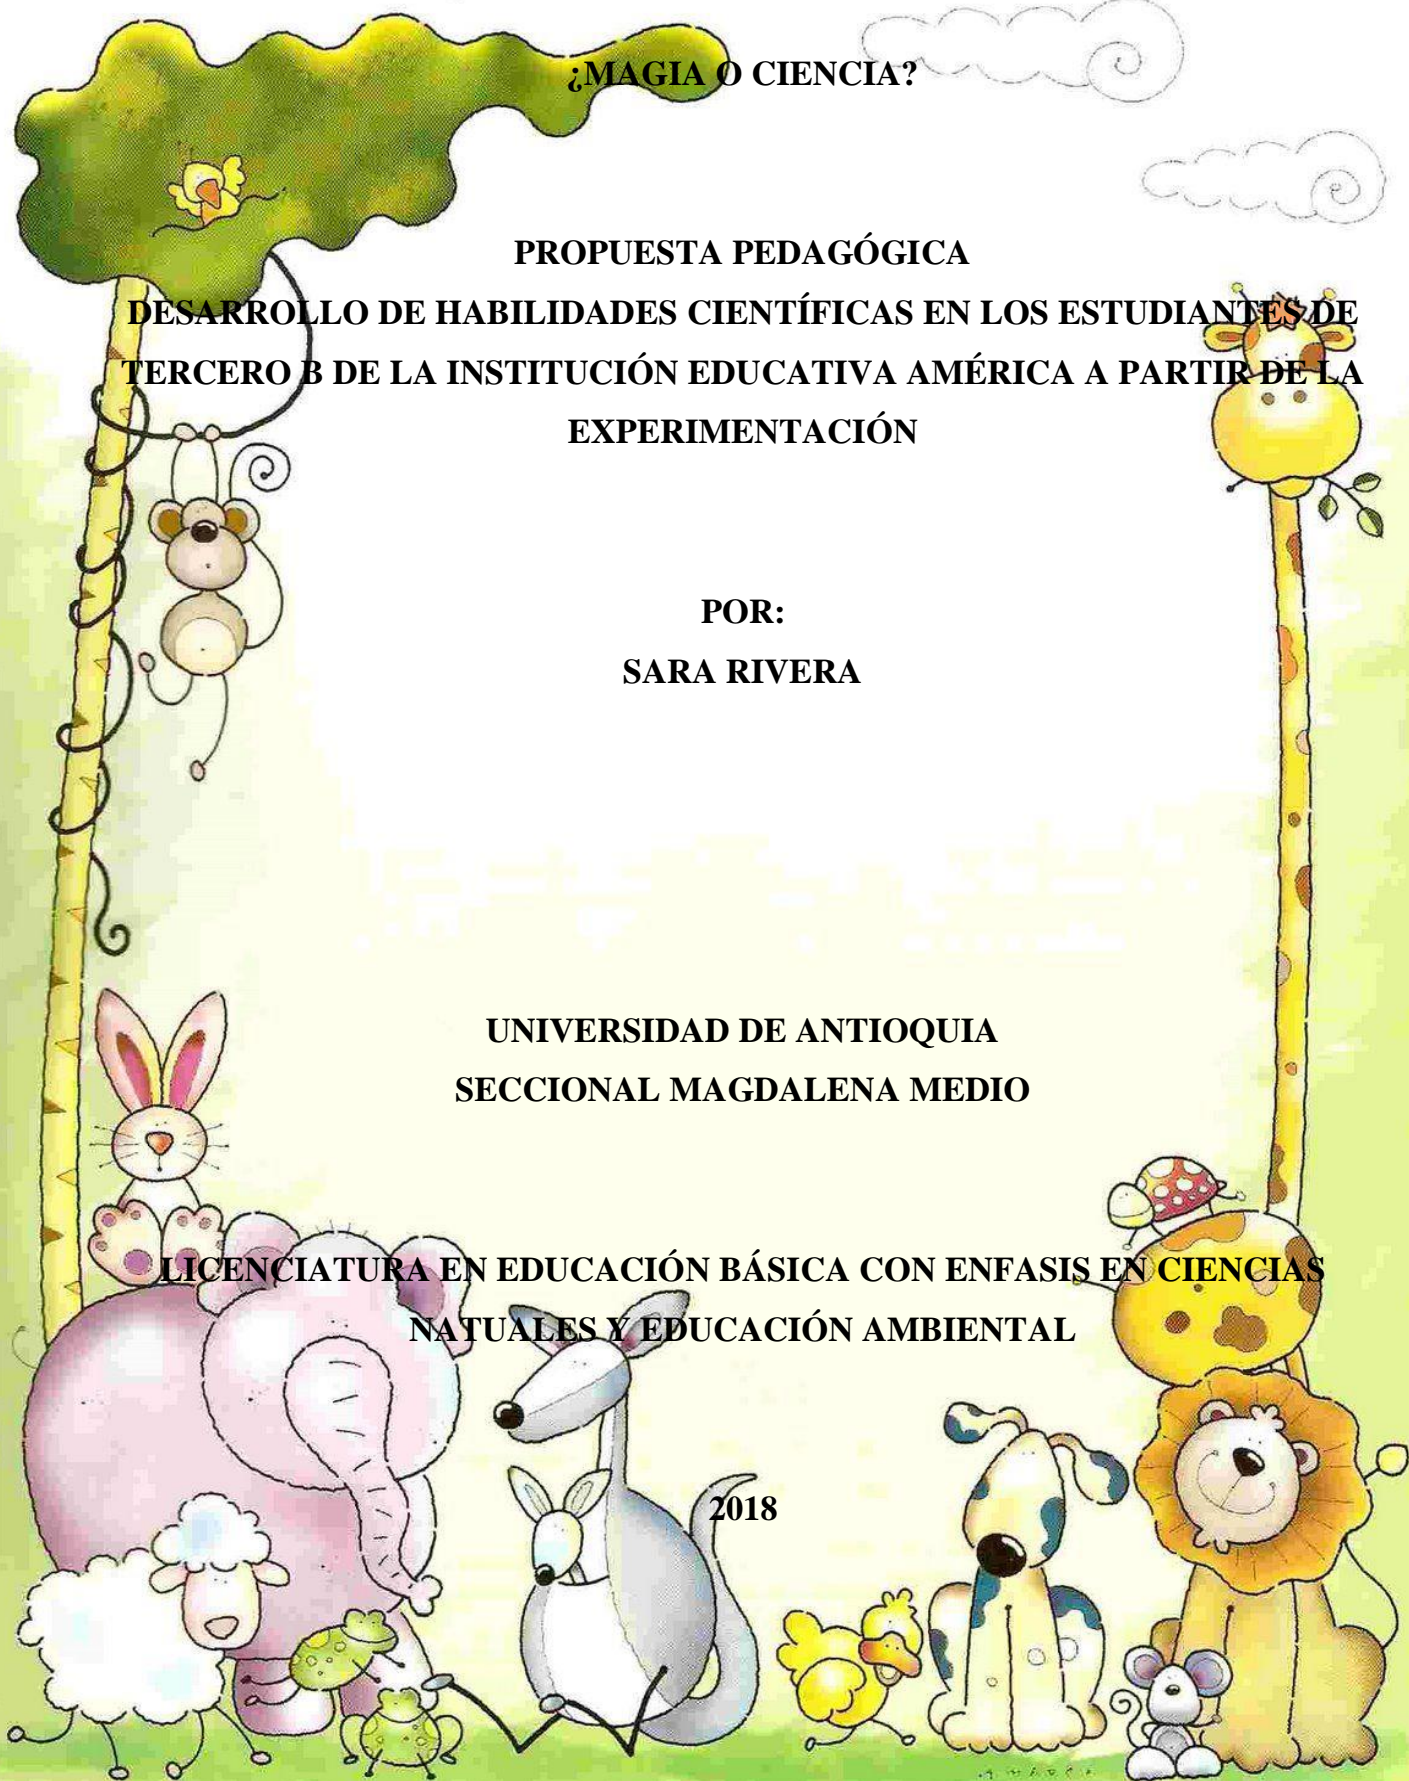 ¿MAGIA O CIENCIA?
PROPUESTA PEDAGÓGICA
DESARROLLO DE HABILIDADES CIENTÍFICAS EN LOS ESTUDIANTES DE
TERCERO B DE LA INSTITUCIÓN EDUCATIVA AMÉRICA A PARTIR DE LA
EXPERIMENTACIÓN
POR:
SARA RIVERA
UNIVERSIDAD DE ANTIOQUIA
SECCIONAL MAGDALENA MEDIO
LICENCIATURA EN EDUCACIÓN BÁSICA CON ENFASIS EN CIENCIAS
NATUALES Y EDUCACIÓN AMBIENTAL
2018